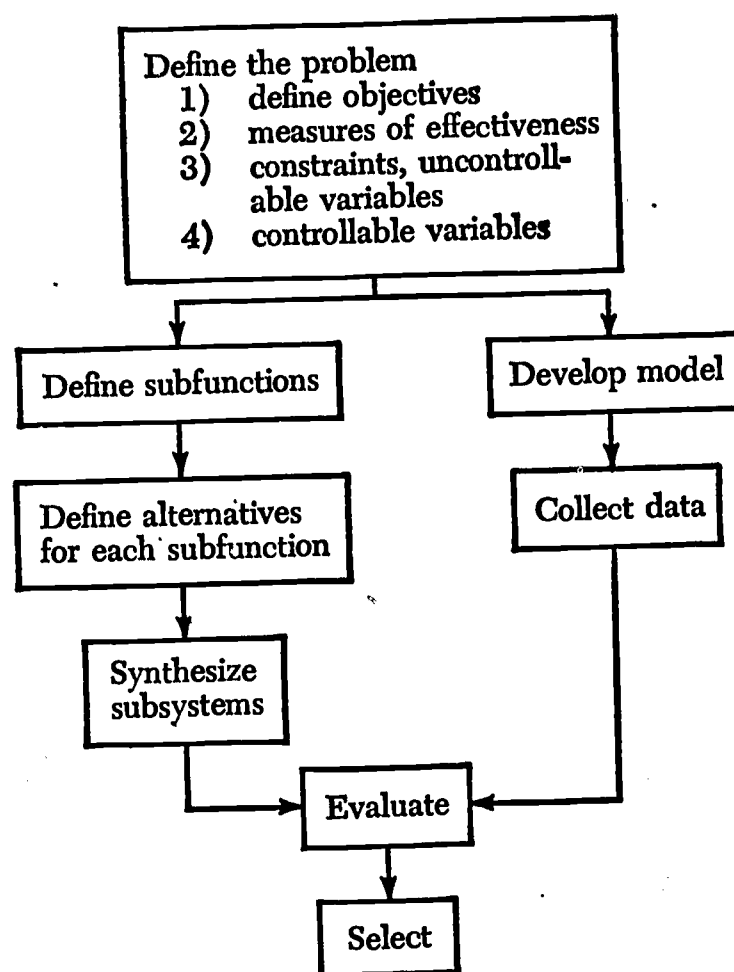 Define the problem
1) define objectives
2) measures of effectiveness
3) constraints, uncontroll-
able variables
4) controllable variables
Define subfunctions
Develop model
Define alternatives
for each subfunction
Collect data
Synthesize
subsystems
Evaluate
Select